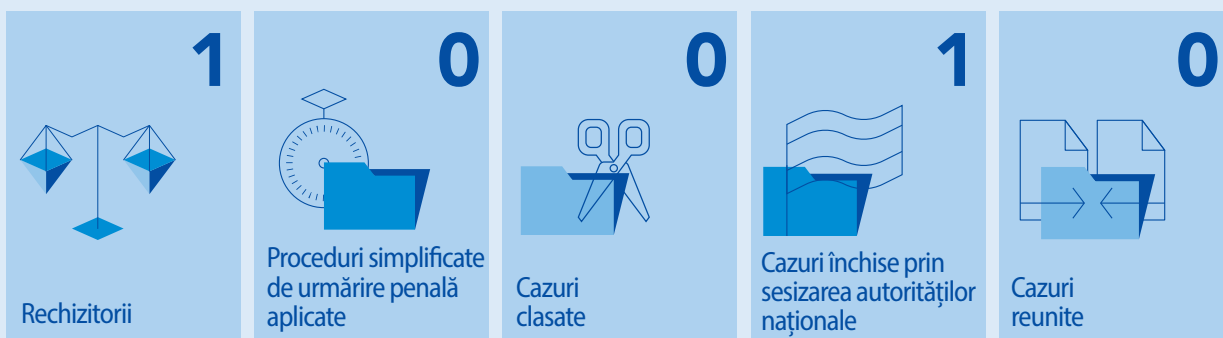 1
Rechizitorii
0
Proceduri simplificate
de urmărire penală
aplicate
0
Cazuri
clasate
1
Cazuri închise prin
sesizarea autorităților
naționale
0
Cazuri
reunite